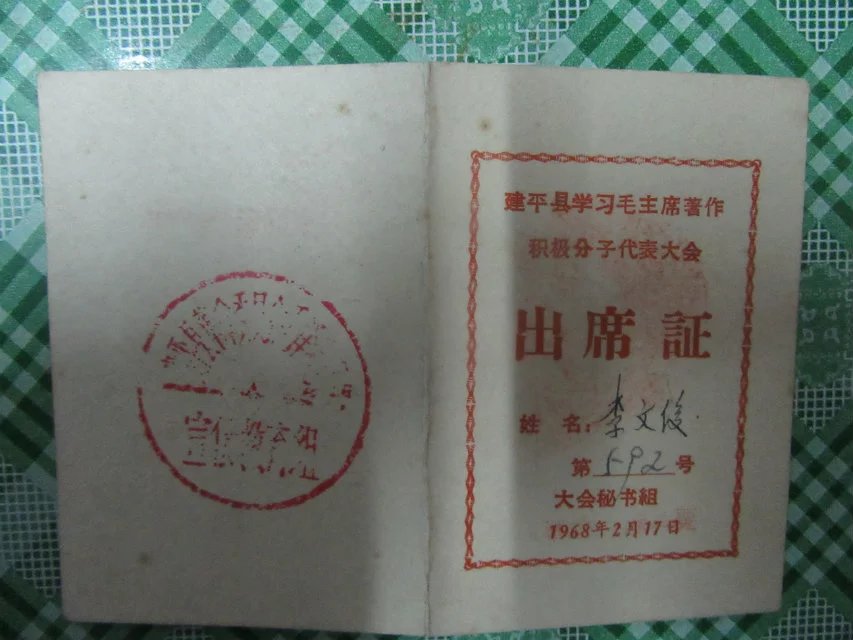 建平县学习毛主席著作
积极分子代表大会
出席証
姓名：李文俊
第592号
大会秘书组
1968年2月17日